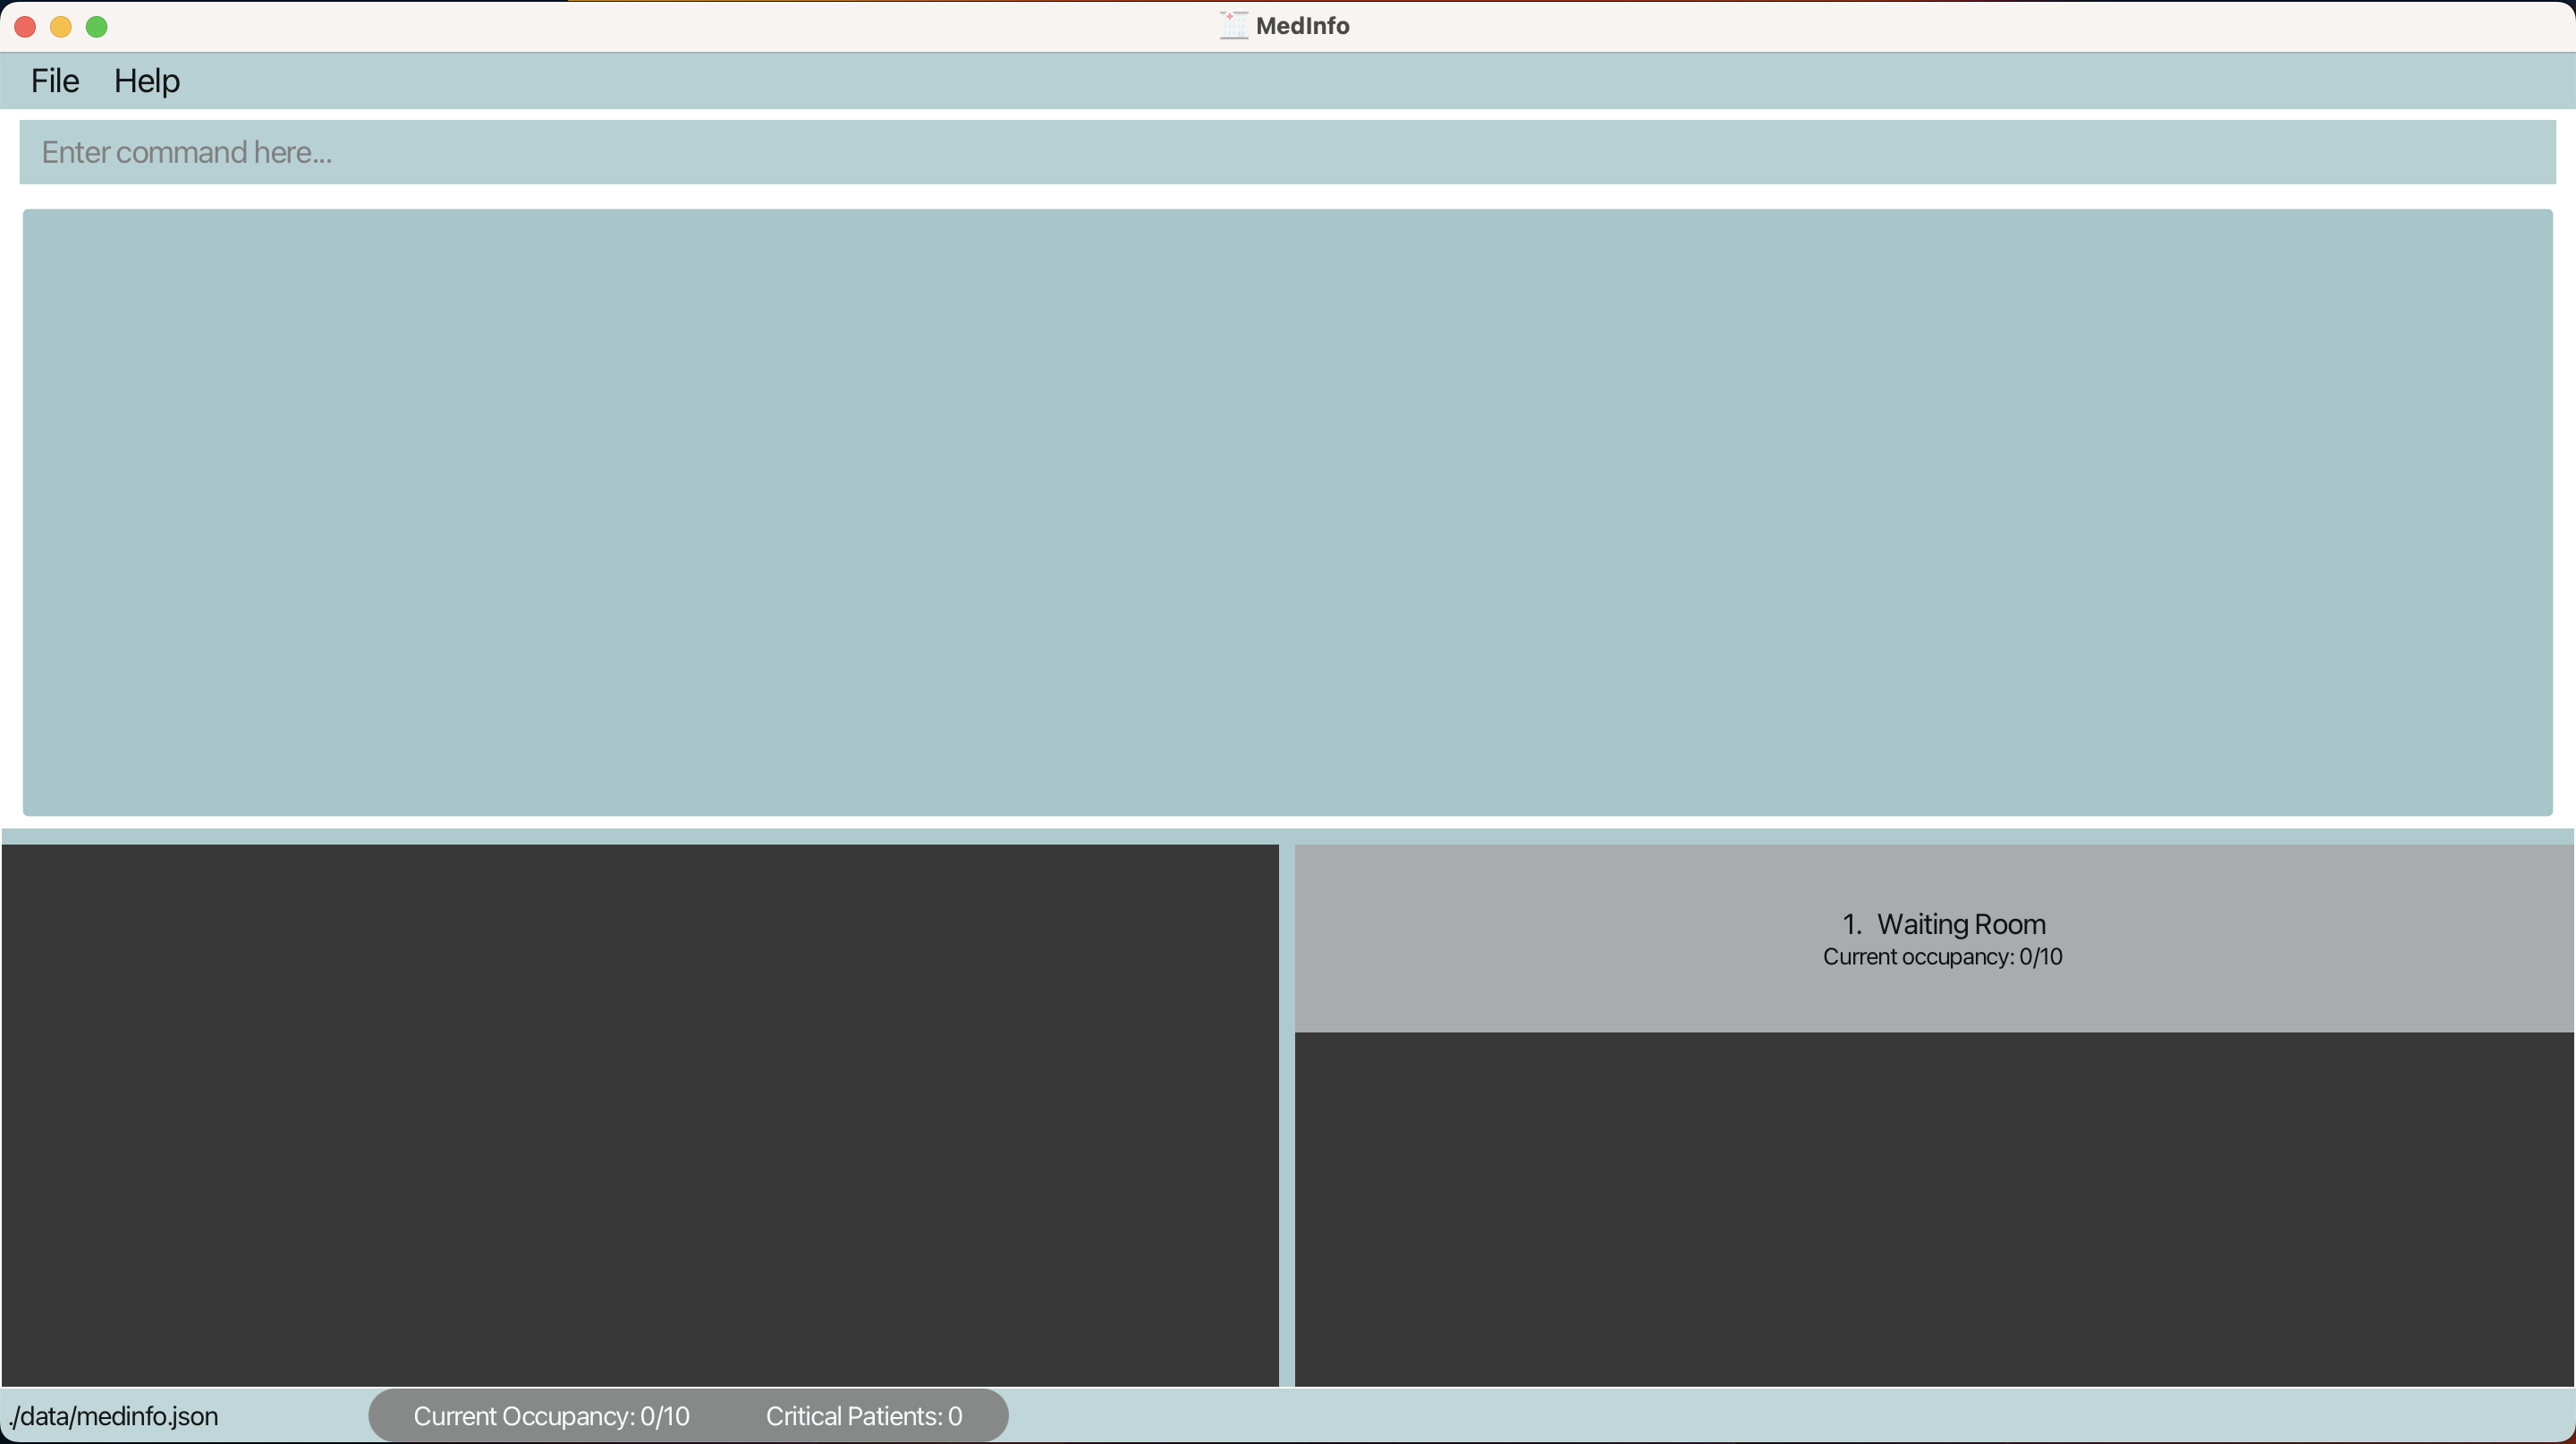 MedInfo
File Help
Enter command here...
1. Waiting Room
Current occupancy: 0/10
./data/medinfo.json Current Occupancy: 0/10 Critical Patients: 0